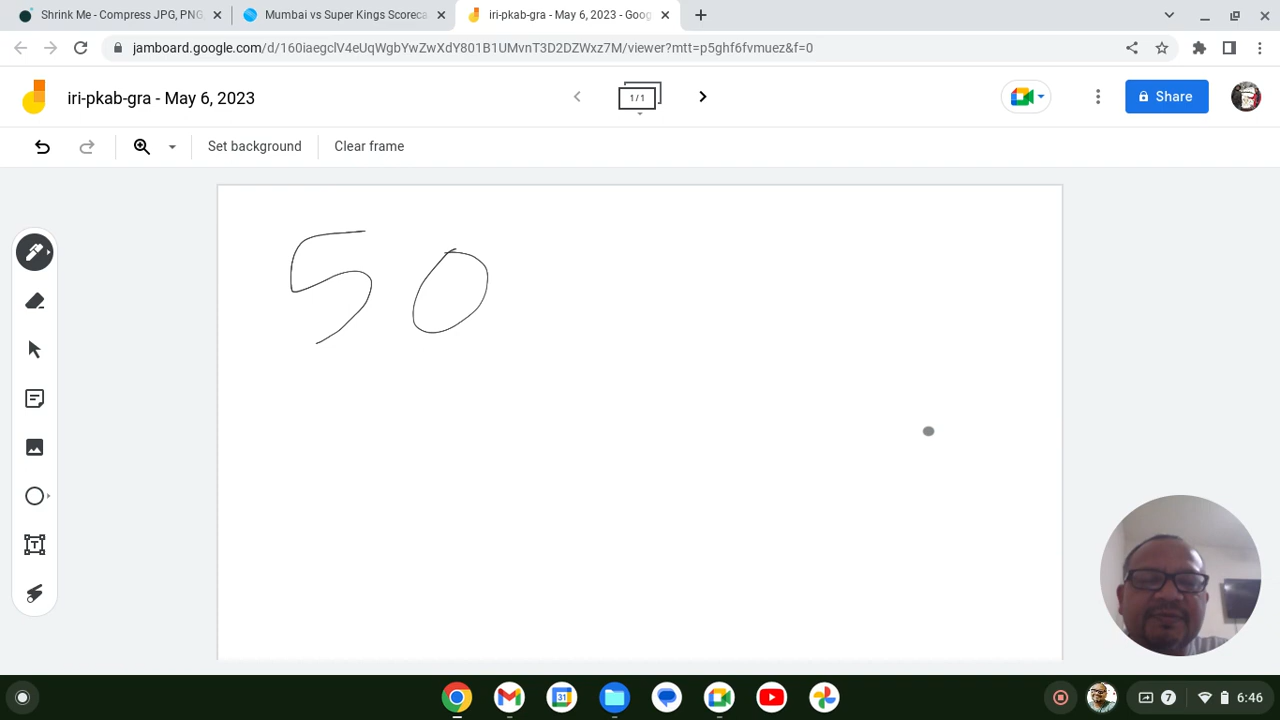 Shrink Me - Compress JPG, PNG
Mumbai vs Super Kings Scoreca
iri-pkab-gra - May 6, 2023 - Goog
jamboard.google.com/d/160iaegclV4eUqWgbYwZwXdY801B1UMvnT3D2DZWxz7M/viewer?mtt=p5ghf6fvmuez&f=0
iri-pkab-gra - May 6, 2023
1/1
Share
Set background
Clear frame
50
31
7
6:46